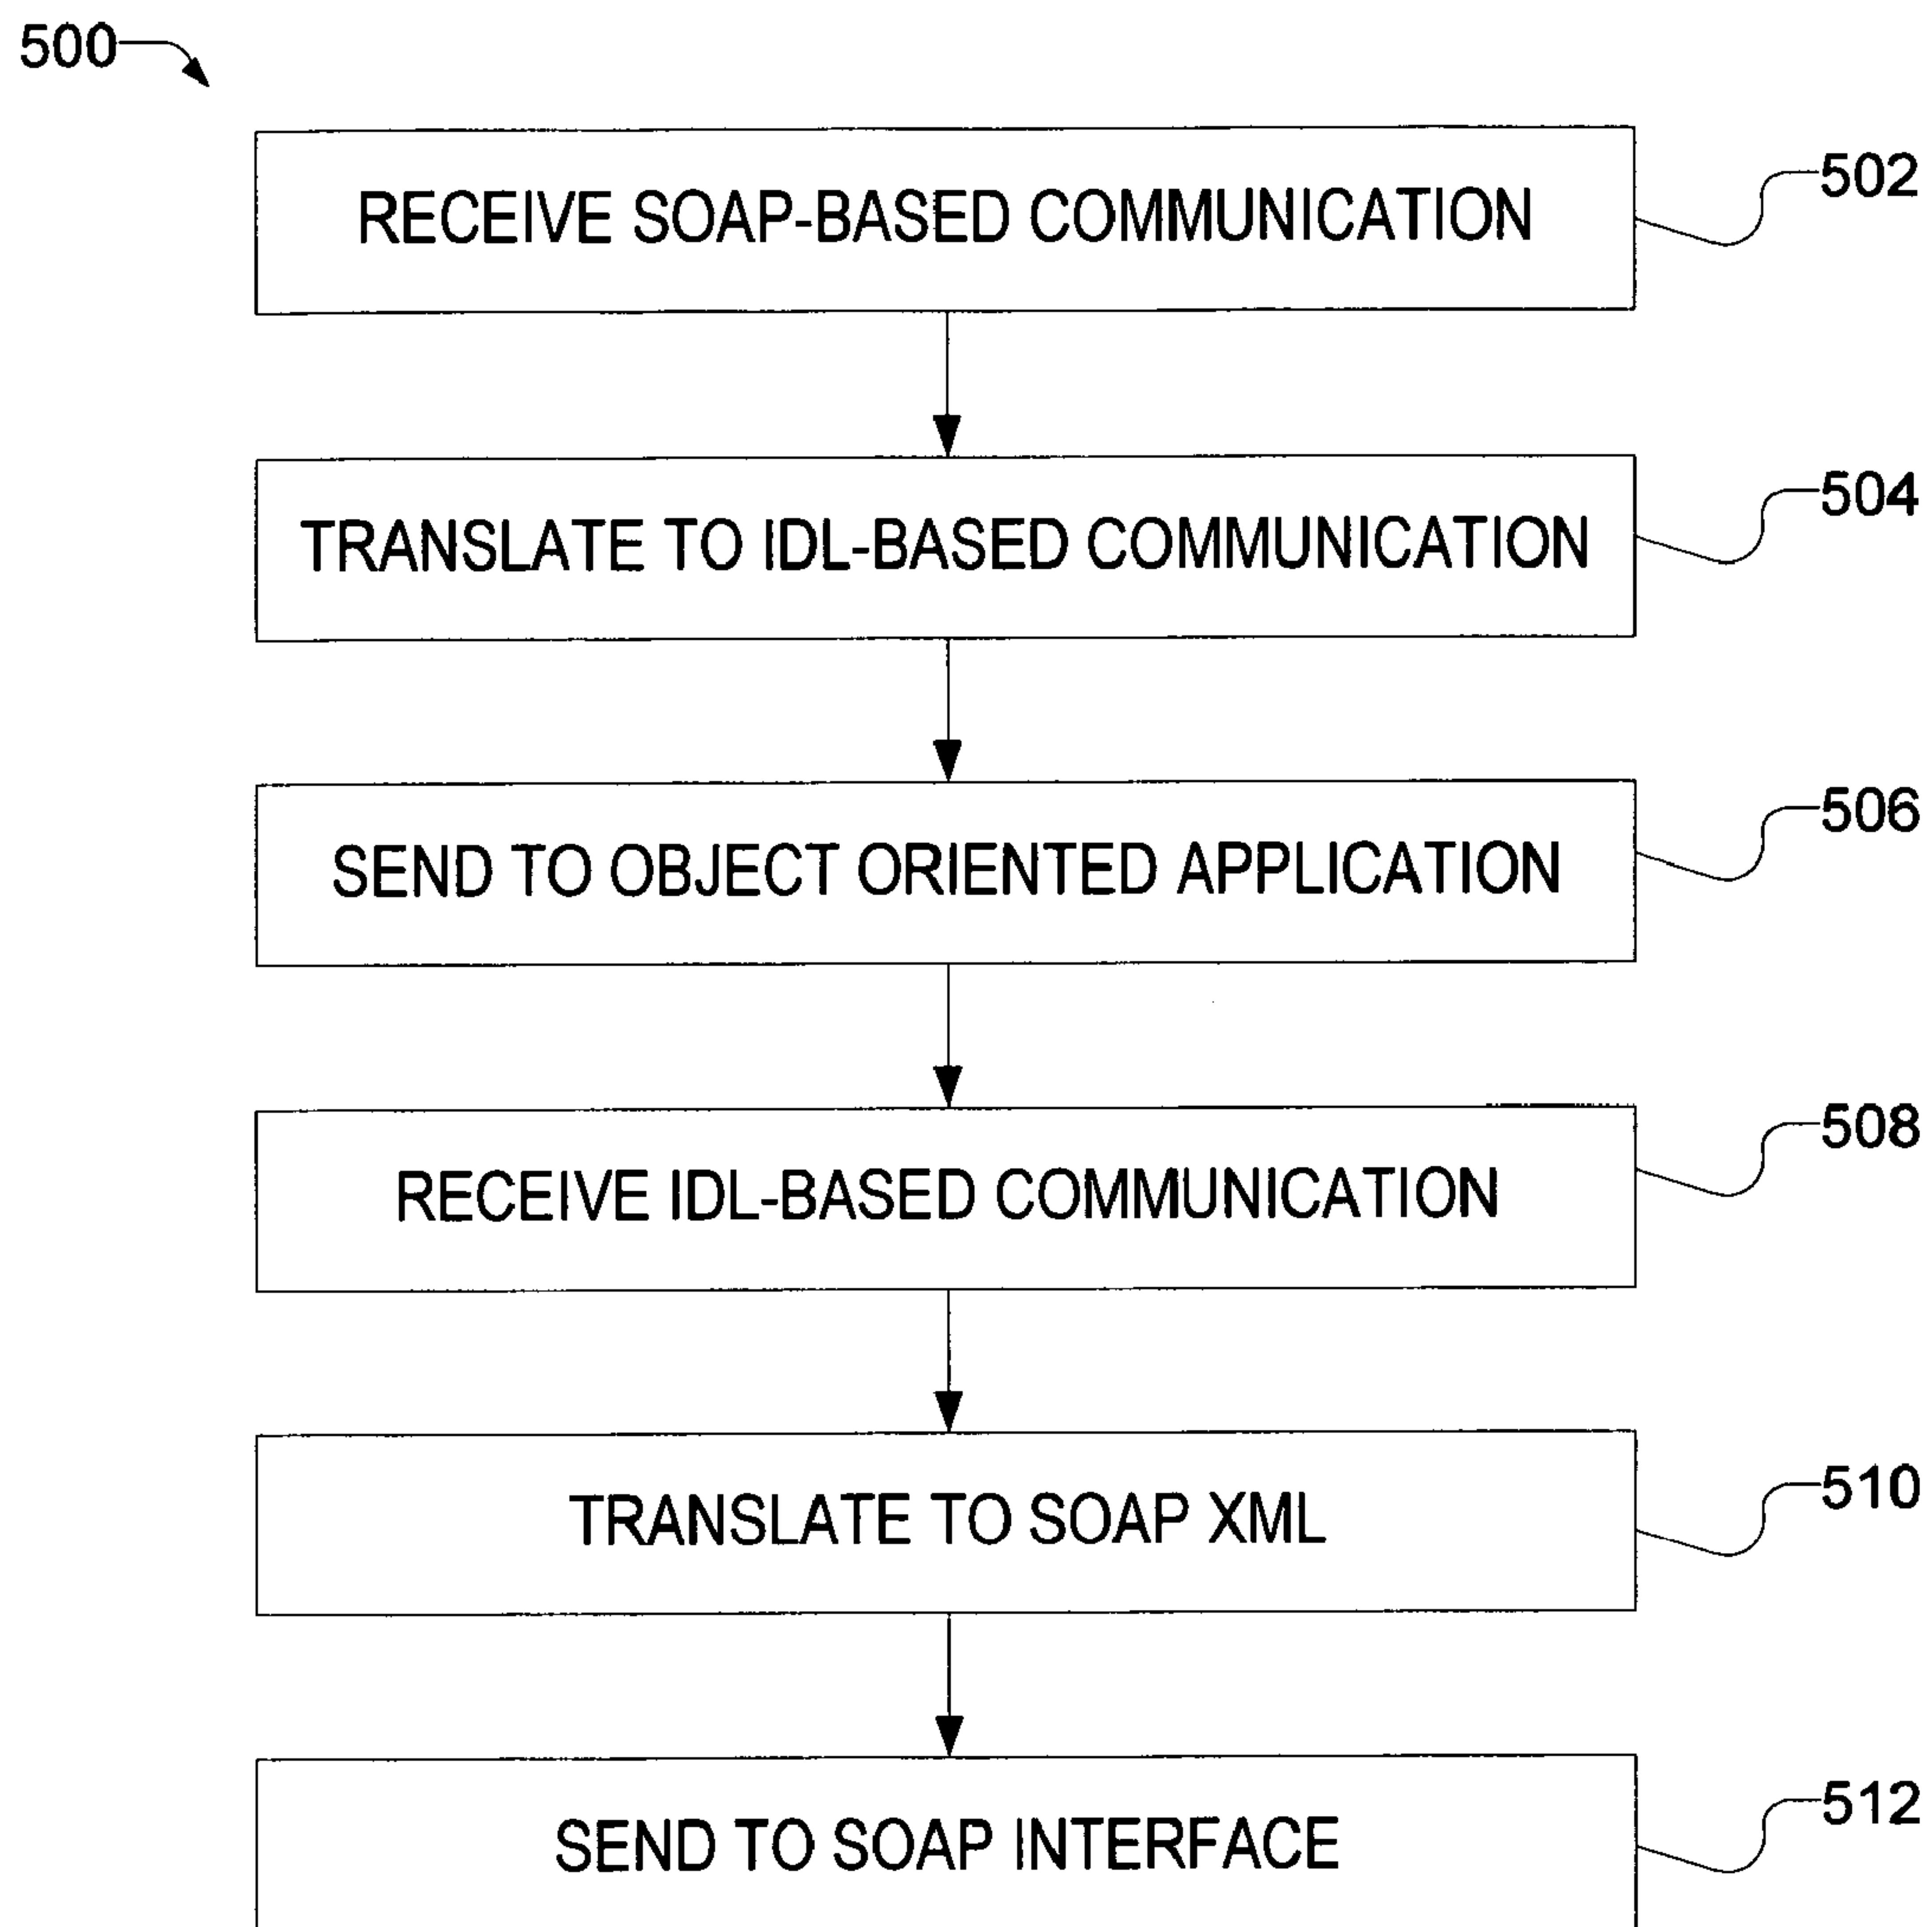 500
RECEIVE SOAP-BASED COMMUNICATION
502
TRANSLATE TO IDL-BASED COMMUNICATION
504
SEND TO OBJECT ORIENTED APPLICATION
506
RECEIVE IDL-BASED COMMUNICATION
508
TRANSLATE TO SOAP XML
510
SEND TO SOAP INTERFACE
512